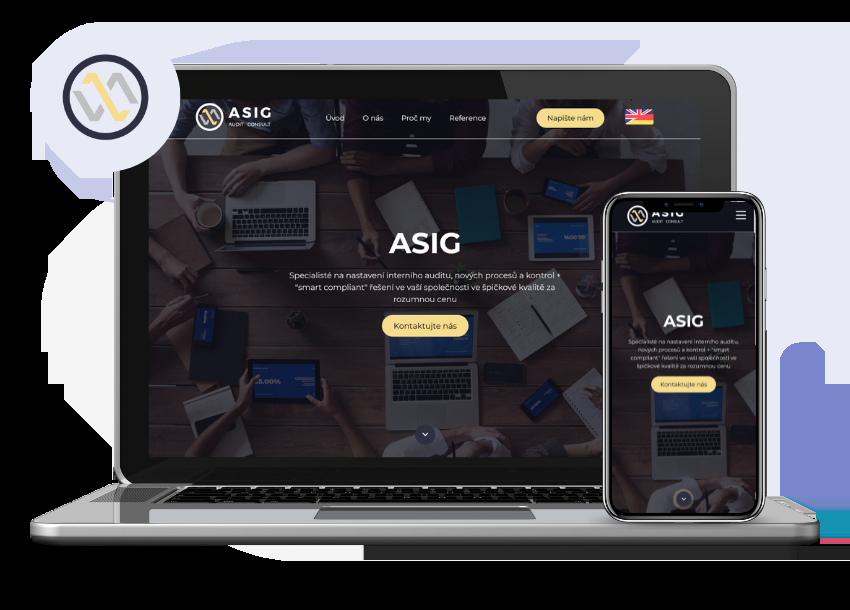 ASIG
AUDIT CONSULT
Úvod O nás Proč my Reference Napište nám
ASIG
Specialisté na nastavení interního auditu, nových procesů a kontrol +
"smart compliant" řešení ve vaší společnosti ve špičkové kvalitě za
rozumnou cenu
Kontaktujte nás
ASIG
AUDIT CONSULT
ASIG
Specialisté na nastavení interního auditu,
nových procesů a kontrol + "smart
compliant" řešení ve vaší společnosti ve
špičkové kvalitě za rozumnou cenu
Kontaktujte nás